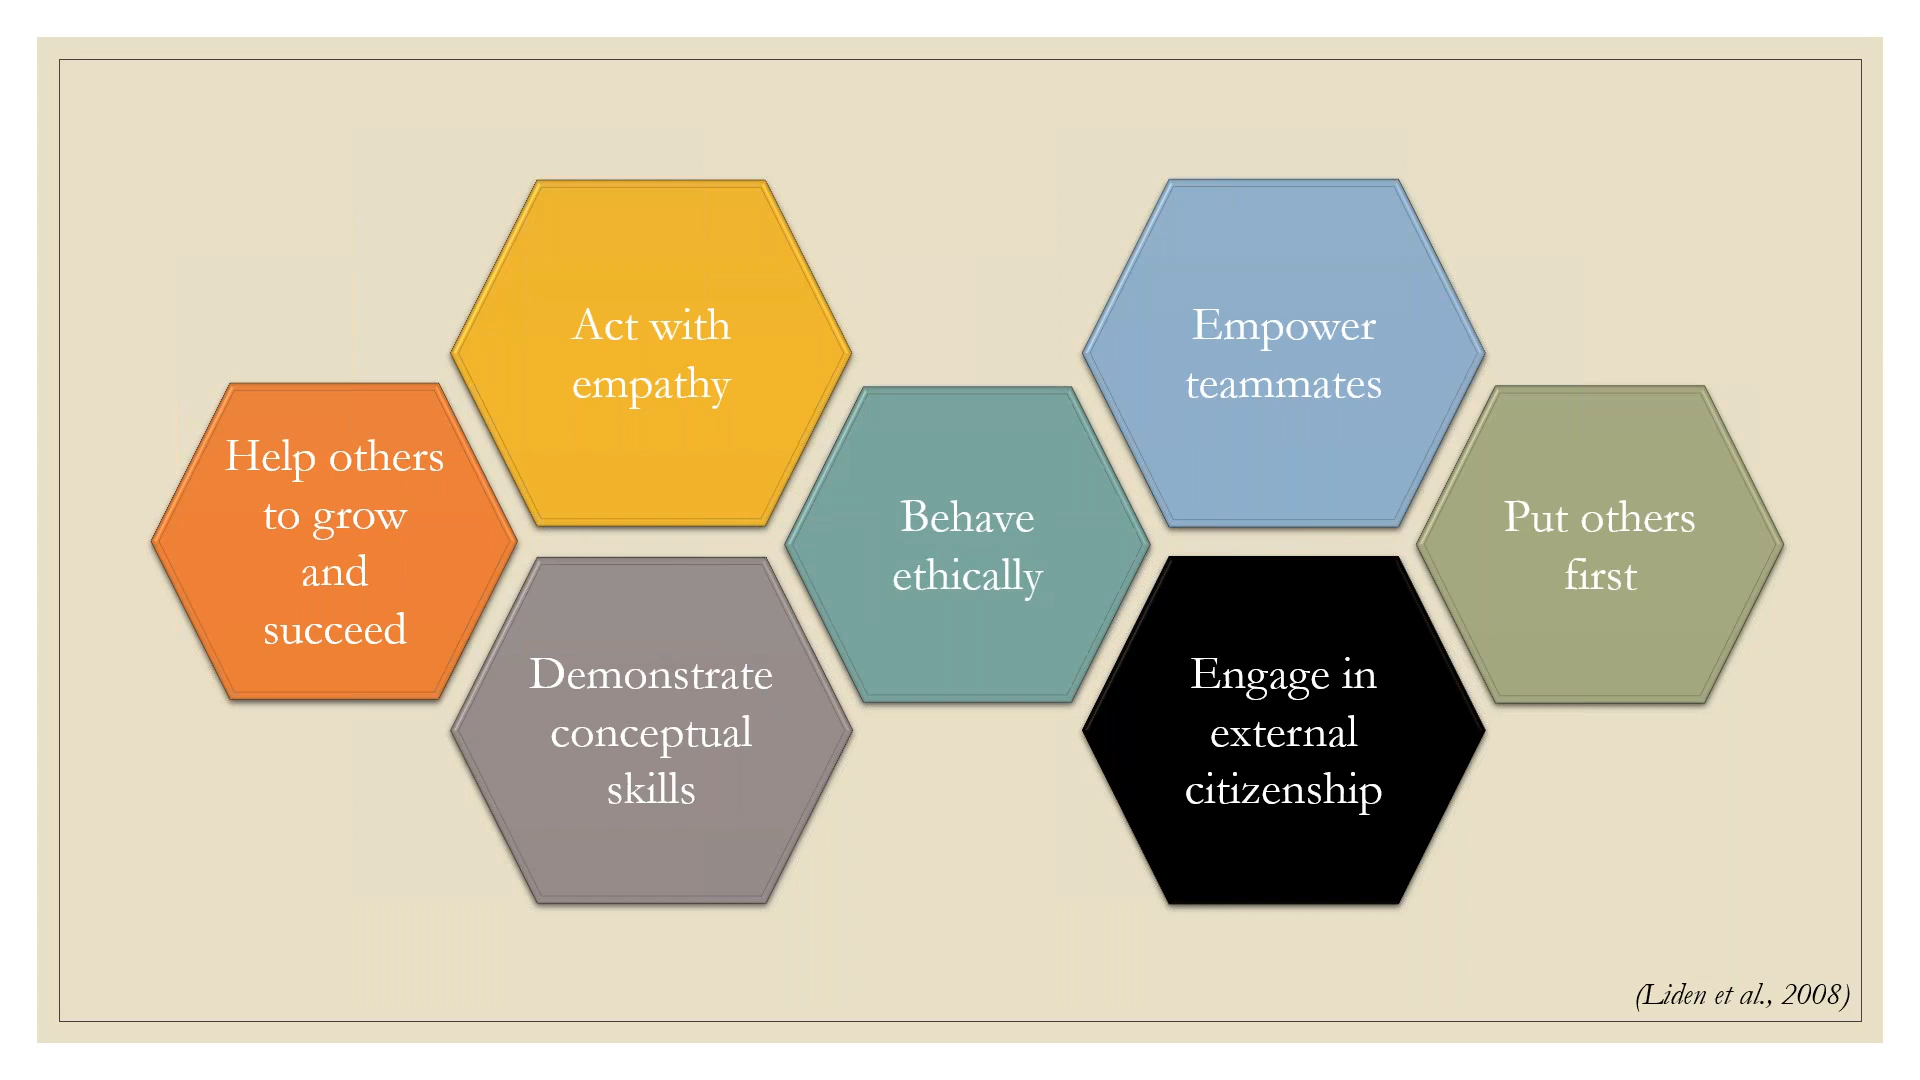 Help others
to grow
and
succeed
Act with
empathy
Demonstrate
conceptual
skills
Behave
ethically
Empower
teammates
Engage in
external
citizenship
Put others
first
(Liden et al., 2008)